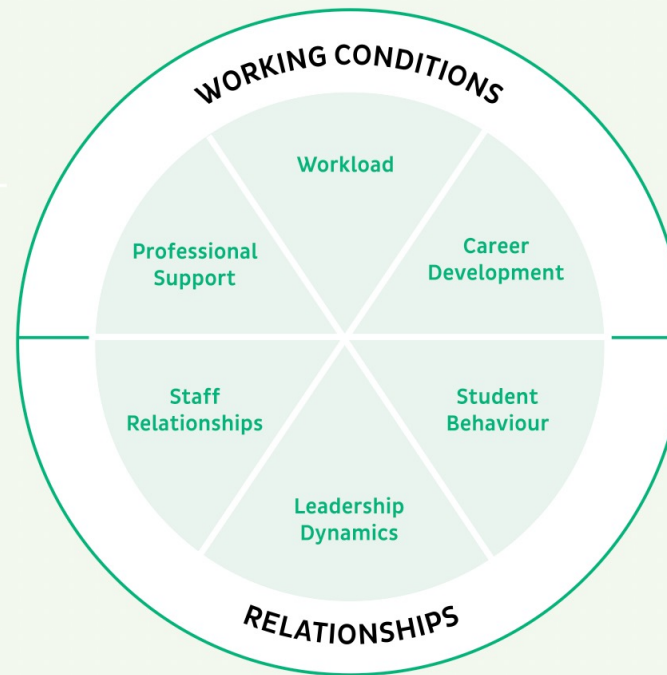 WORKING CONDITIONS
Workload
Professional
Support
Career
Development
Staff
Relationships
Student
Behaviour
Leadership
Dynamics
RELATIONSHIPS